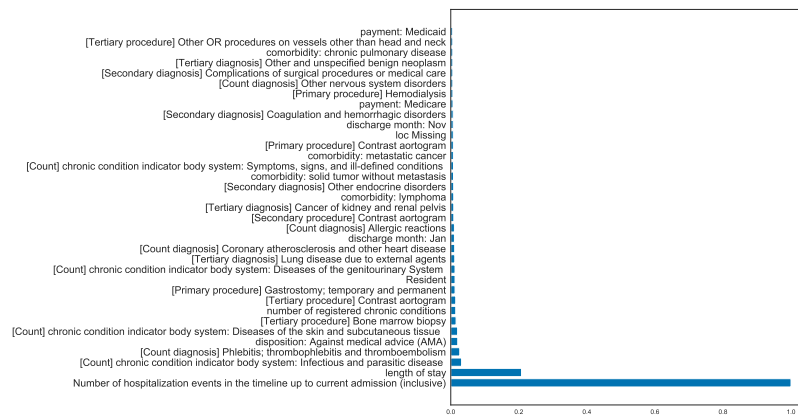 payment: Medicaid
[Tertiary procedure] Other OR procedures on vessels other than head and neck
comorbidity: chronic pulmonary disease
[Tertiary diagnosis] Other and unspecified benign neoplasm
[Secondary diagnosis] Complications of surgical procedures or medical care
[Count diagnosis] Other nervous system disorders
[Primary procedure] Hemodialysis
payment: Medicare
[Secondary diagnosis] Coagulation and hemorrhagic disorders
discharge month: Nov
loc Missing
[Primary procedure] Contrast aortogram
comorbidity: metastatic cancer
[Count] chronic condition indicator body system: Symptoms, signs, and ill-defined conditions
comorbidity: solid tumor without metastasis
[Secondary diagnosis] Other endocrine disorders
comorbidity: lymphoma
[Tertiary diagnosis] Cancer of kidney and renal pelvis
[Secondary procedure] Contrast aortogram
[Count diagnosis] Allergic reactions
discharge month: Jan
[Count diagnosis] Coronary atherosclerosis and other heart disease
[Tertiary diagnosis] Lung disease due to external agents
[Count] chronic condition indicator body system: Diseases of the genitourinary System
Resident
[Primary procedure] Gastrostomy; temporary and permanent
[Tertiary procedure] Contrast aortogram
number of registered chronic conditions
[Tertiary procedure] Bone marrow biopsy
[Count] chronic condition indicator body system: Diseases of the skin and subcutaneous tissue
disposition: Against medical advice (AMA)
[Count diagnosis] Phlebitis; thrombophlebitis and thromboembolism
[Count] chronic condition indicator body system: Infectious and parasitic disease
length of stay
Number of hospitalization events in the timeline up to current admission (inclusive)
0.0 0.2 0.4 0.6 0.8 1.0